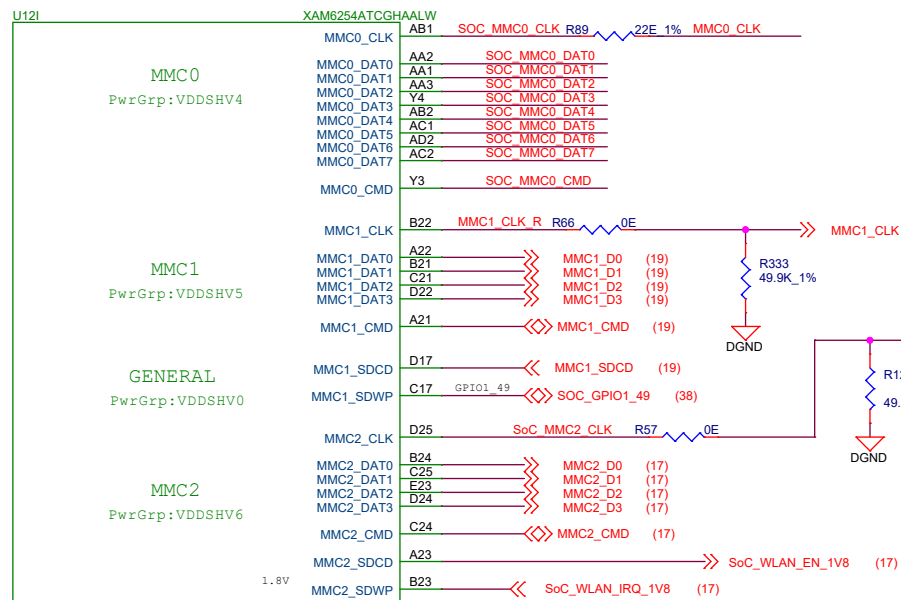 U12I XAM6254ATCGHAALW
MMC0_CLK AB1 SOC_MMC0_CLK R89 22E_1% MMC0_CLK
MMC0
PwrGrp:VDDSHV4
MMC0_DAT0 AA2 SOC_MMC0_DAT0
MMC0_DAT1 AA1 SOC_MMC0_DAT1
MMC0_DAT2 AA3 SOC_MMC0_DAT2
MMC0_DAT3 Y4 SOC_MMC0_DAT3
MMC0_DAT4 AB2 SOC_MMC0_DAT4
MMC0_DAT5 AC1 SOC_MMC0_DAT5
MMC0_DAT6 AD2 SOC_MMC0_DAT6
MMC0_DAT7 AC2 SOC_MMC0_DAT7
MMC0_CMD Y3 SOC_MMC0_CMD
MMC1_CLK B22 MMC1_CLK_R R66 0E MMC1_CLK
R333
49.9K_1%
DGND
MMC1
PwrGrp:VDDSHV5
MMC1_DAT0 A22 MMC1_D0 (19)
MMC1_DAT1 B21 MMC1_D1 (19)
MMC1_DAT2 C21 MMC1_D2 (19)
MMC1_DAT3 D22 MMC1_D3 (19)
MMC1_CMD A21 MMC1_CMD (19)
GENERAL
PwrGrp:VDDSHV0
MMC1_SDCD D17 MMC1_SDCD (19)
MMC1_SDWP C17 GPIO1_49 SOC_GPIO1_49 (38)
MMC2_CLK D25 SoC_MMC2_CLK R57 0E
DGND
MMC2
PwrGrp:VDDSHV6
MMC2_DAT0 B24 MMC2_D0 (17)
MMC2_DAT1 C25 MMC2_D1 (17)
MMC2_DAT2 E23 MMC2_D2 (17)
MMC2_DAT3 D24 MMC2_D3 (17)
MMC2_CMD C24 MMC2_CMD (17)
MMC2_SDCD A23 SoC_WLAN_EN_1V8 (17)
1.8V MMC2_SDWP B23 SoC_WLAN_IRQ_1V8 (17)